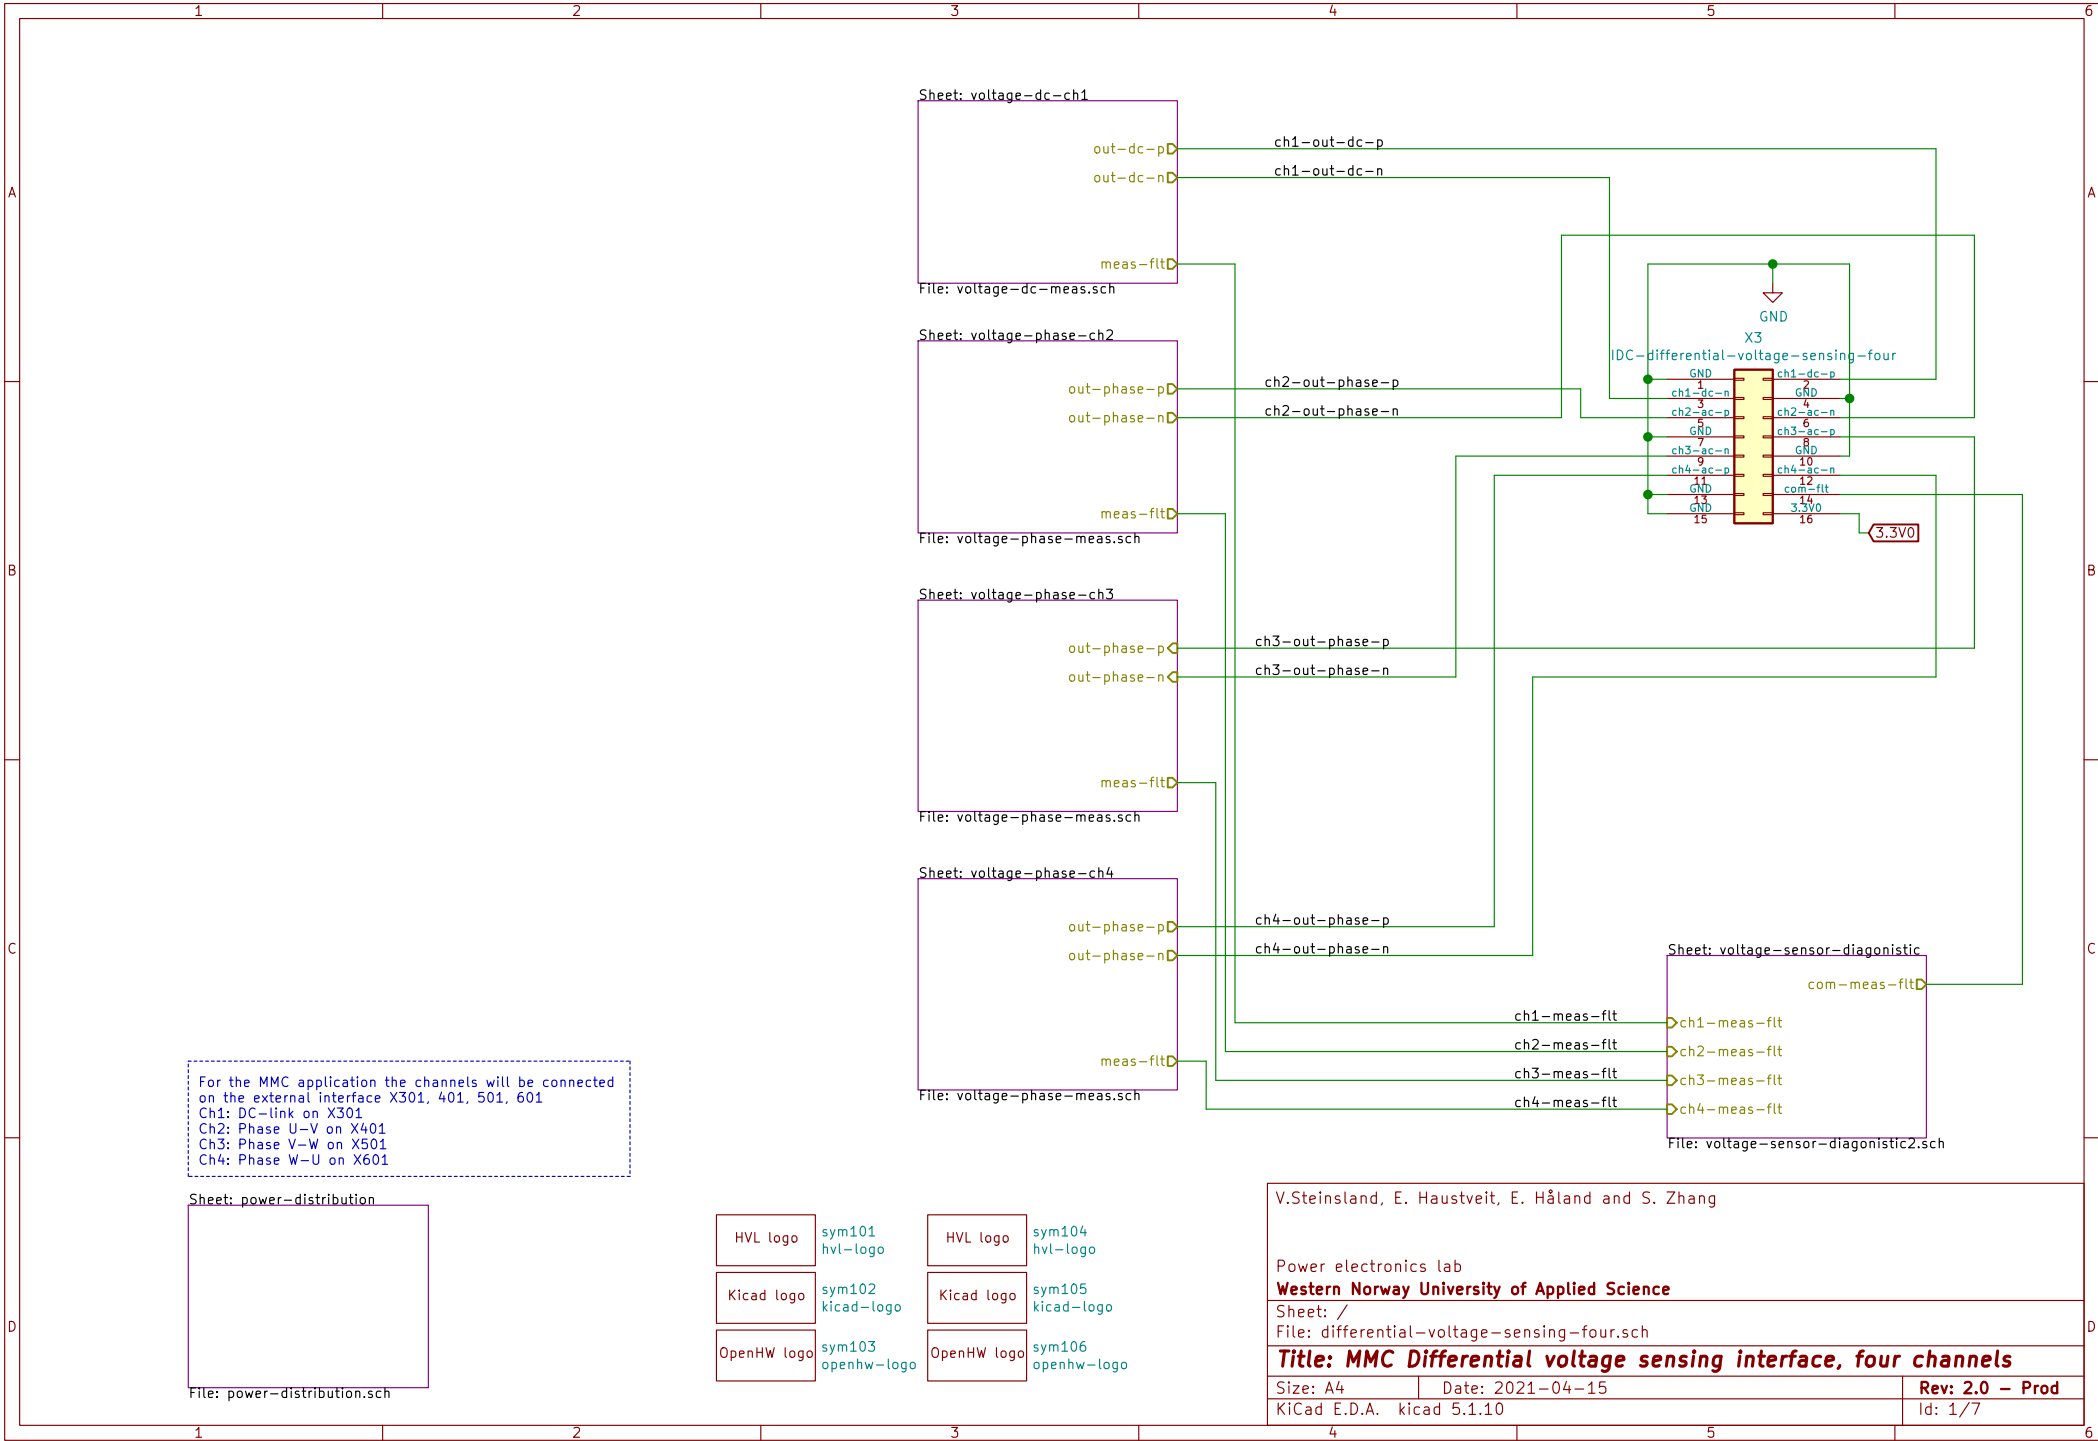 1 2 3 4 5 6
A
B
C
D
A
B
C
D
1 2 3 4 5 6
Sheet: voltage-dc-ch1
out-dc-p
out-dc-n
meas-flt
File: voltage-dc-meas.sch
ch1-out-dc-p
ch1-out-dc-n
Sheet: voltage-phase-ch2
out-phase-p
out-phase-n
meas-flt
File: voltage-phase-meas.sch
ch2-out-phase-p
ch2-out-phase-n
Sheet: voltage-phase-ch3
out-phase-p
out-phase-n
meas-flt
File: voltage-phase-meas.sch
ch3-out-phase-p
ch3-out-phase-n
Sheet: voltage-phase-ch4
out-phase-p
out-phase-n
meas-flt
File: voltage-phase-meas.sch
ch4-out-phase-p
ch4-out-phase-n
GND
X3
IDC-differential-voltage-sensing-four
GND 1
ch1-dc-p 2
ch1-dc-n 3
GND 4
ch2-ac-p 5
ch2-ac-n 6
GND 7
ch3-ac-p 8
ch3-ac-n 9
GND 10
ch4-ac-p 11
ch4-ac-n 12
GND 13
com-flt 14
GND 15
3.3V0 16
3.3V0
Sheet: voltage-sensor-diagonistic
com-meas-flt
ch1-meas-flt ch1-meas-flt
ch2-meas-flt ch2-meas-flt
ch3-meas-flt ch3-meas-flt
ch4-meas-flt ch4-meas-flt
File: voltage-sensor-diagonistic2.sch
For the MMC application the channels will be connected
on the external interface X301, 401, 501, 601
Ch1: DC-link on X301
Ch2: Phase U-V on X401
Ch3: Phase V-W on X501
Ch4: Phase W-U on X601
Sheet: power-distribution
File: power-distribution.sch
HVL logo
sym101
hvl-logo
Kicad logo
sym102
kicad-logo
OpenHW logo
sym103
openhw-logo
HVL logo
sym104
hvl-logo
Kicad logo
sym105
kicad-logo
OpenHW logo
sym106
openhw-logo
V.Steinsland, E. Haustveit, E. Håland and S. Zhang
Power electronics lab
Western Norway University of Applied Science
Sheet: /
File: differential-voltage-sensing-four.sch
Title: MMC Differential voltage sensing interface, four channels
Size: A4 Date: 2021-04-15 Rev: 2.0 - Prod
KiCad E.D.A. kicad 5.1.10 Id: 1/7